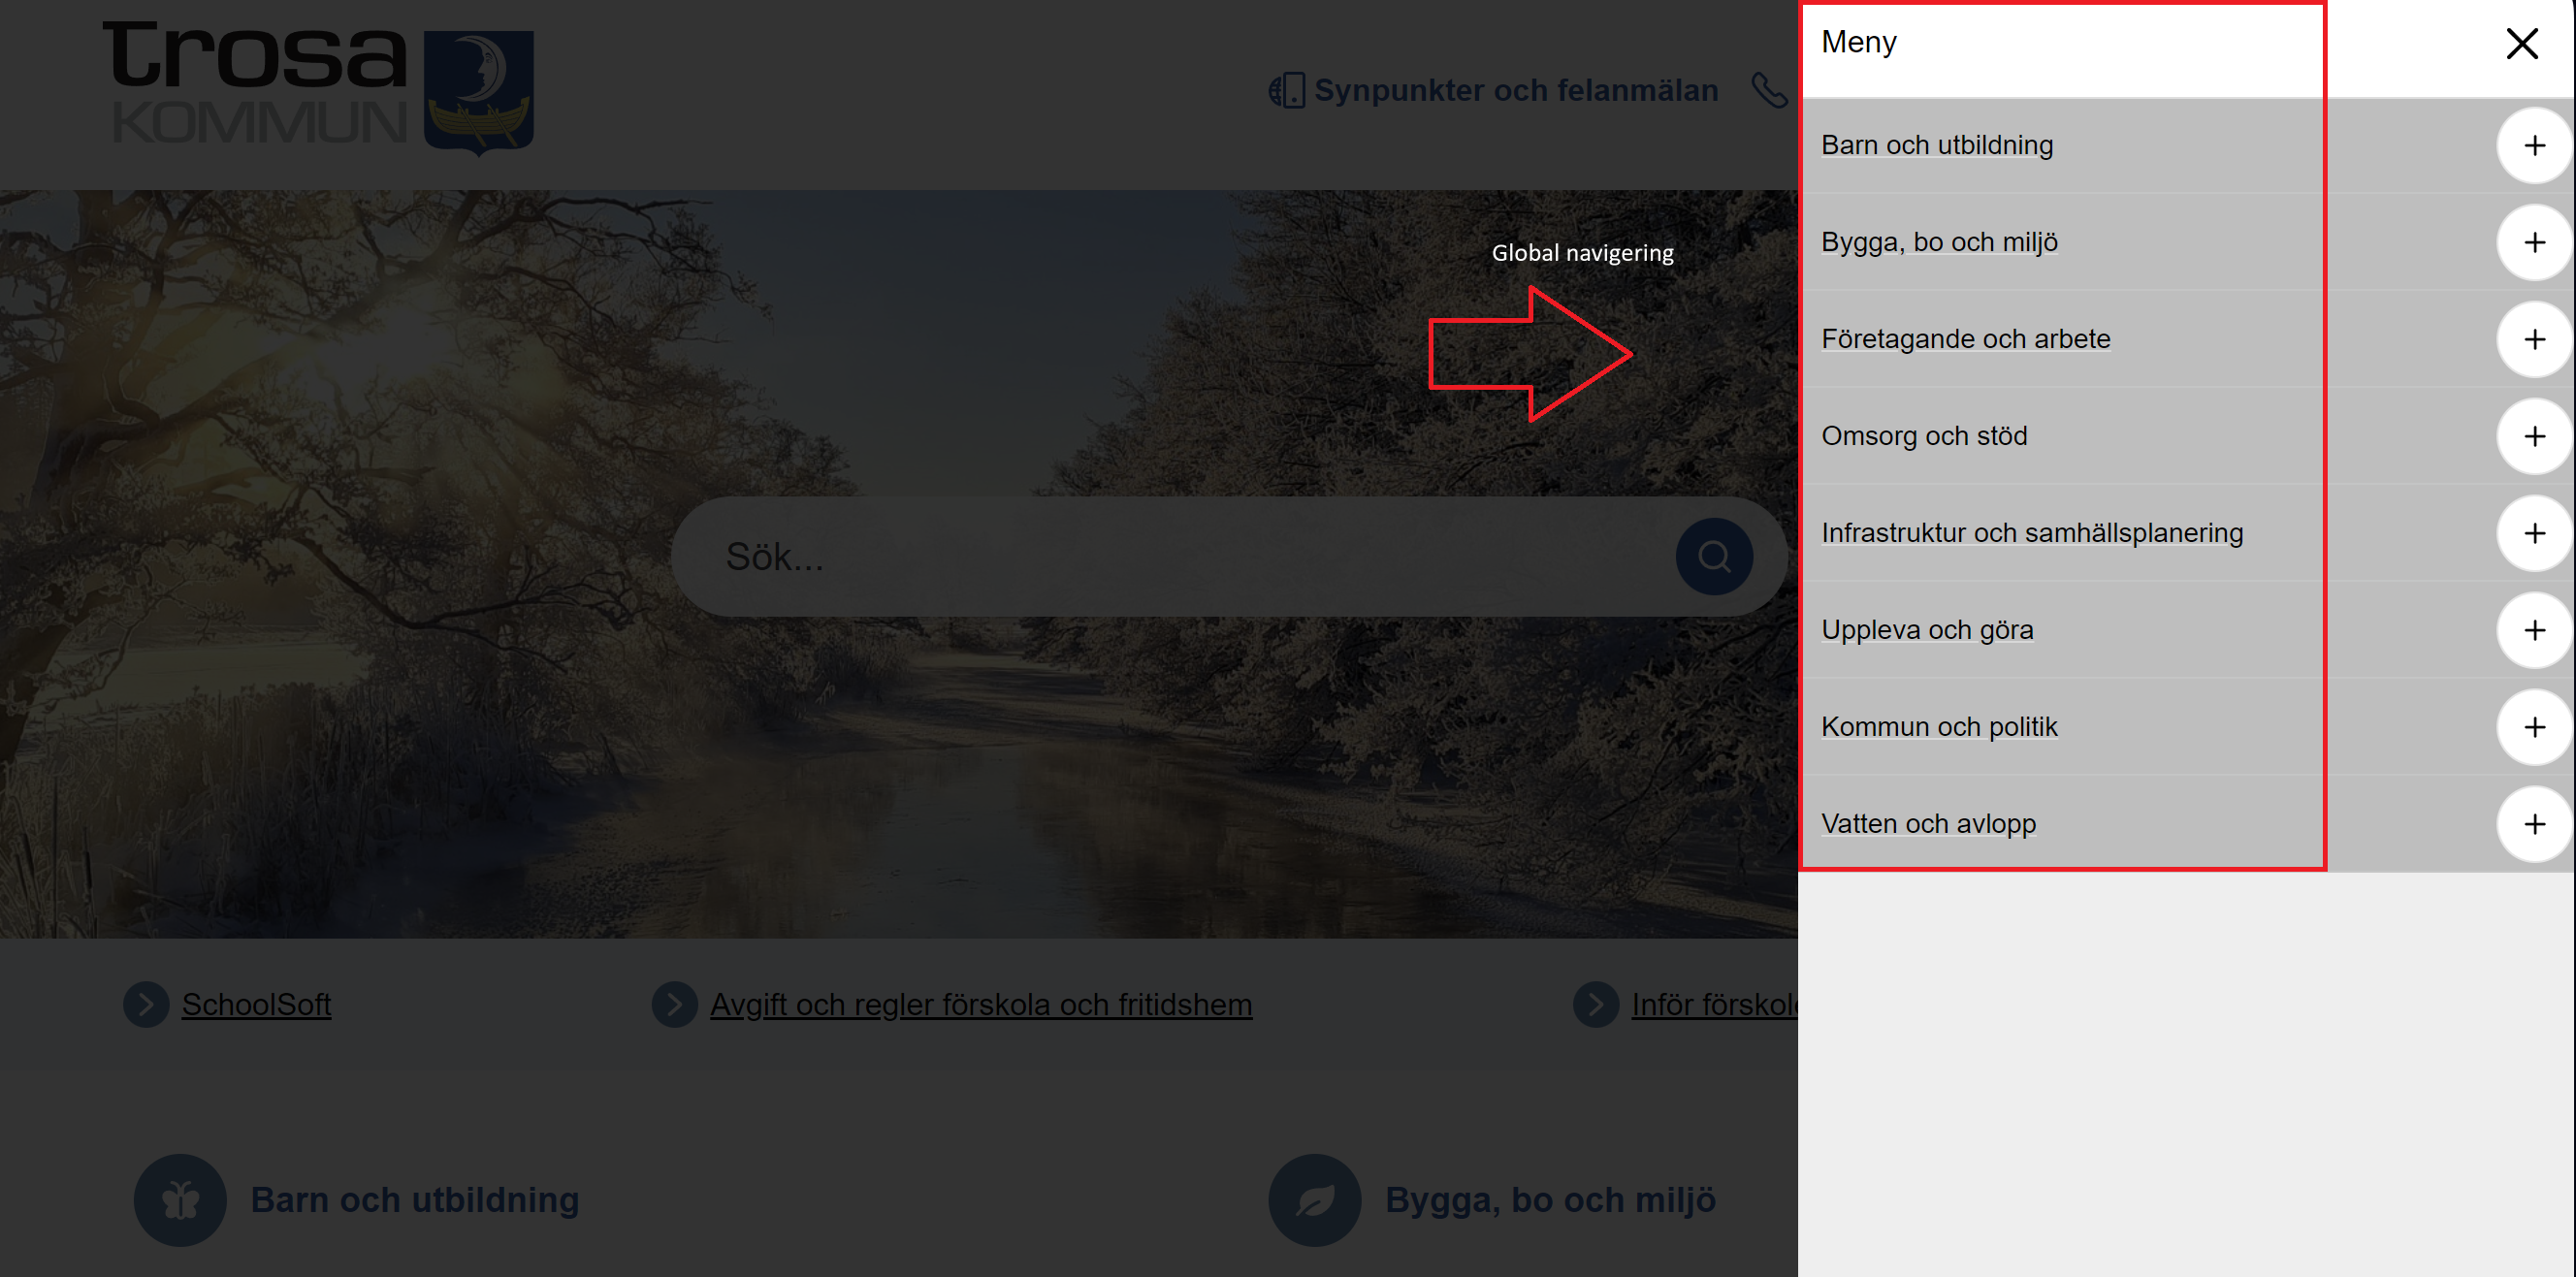 trosa
KOMMUN
Synpunkter och felanmälan
Meny
Barn och utbildning
Bygga, bo och miljö
Företagande och arbete
Omsorg och stöd
Infrastruktur och samhällsplanering
Uppleva och göra
Kommun och politik
Vatten och avlopp
Global navigering
Sök...
SchoolSoft
Avgift och regler förskola och fritidshem
Inför
Barn och utbildning
Bygga, bo och miljö